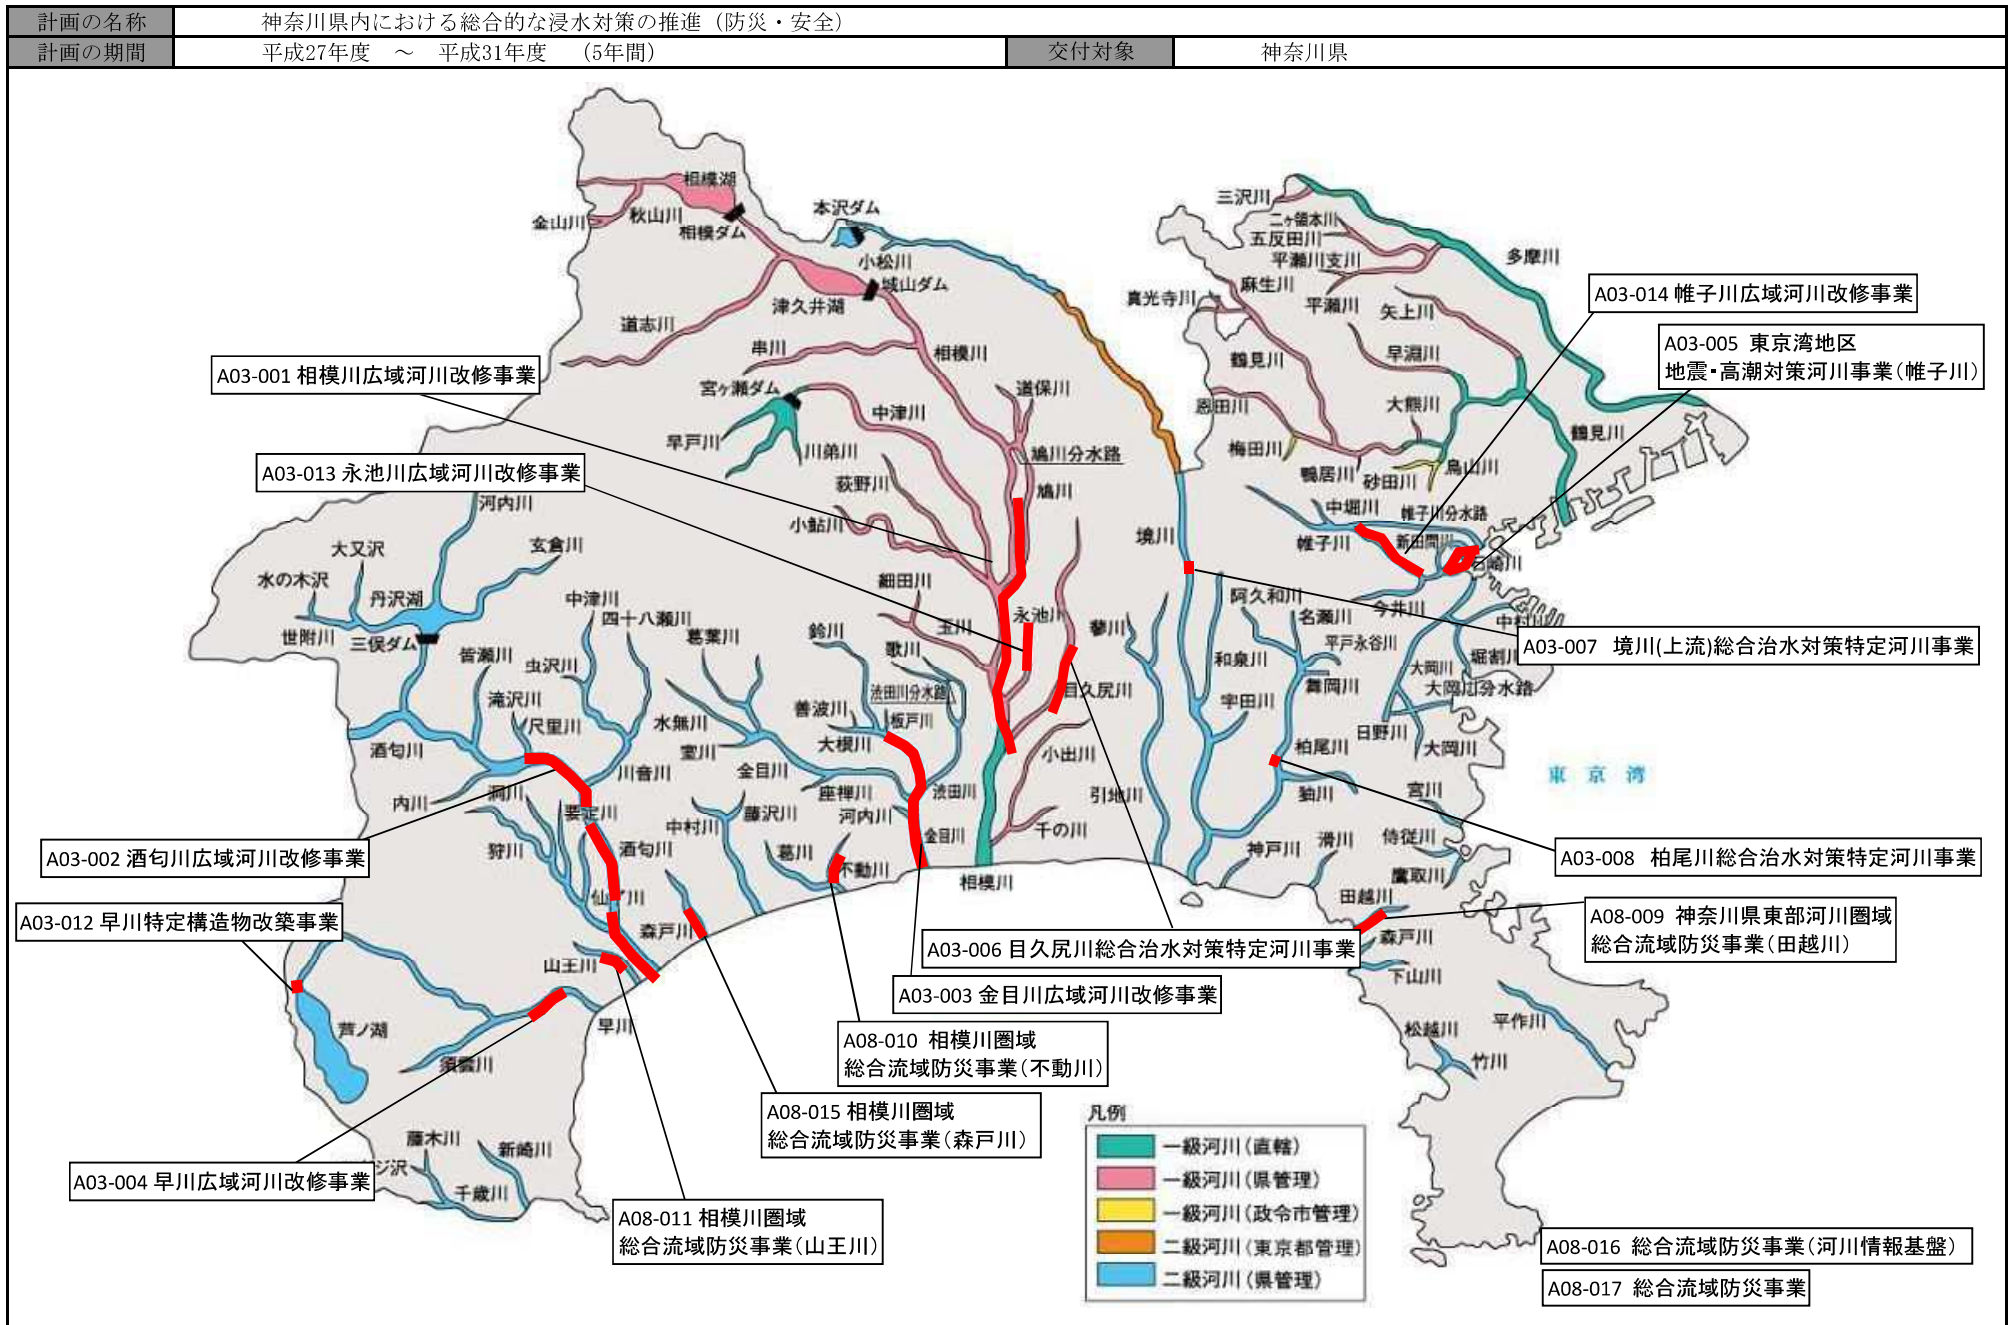 計画の名称 神奈川県内における総合的な浸水対策の推進（防災・安全）
計画の期間 平成27年度 ～ 平成31年度 （5年間） 交付対象 神奈川県
相模湖
金山川
秋山川
相模ダム
本沢ダム
小松川
城山ダム
津久井湖
道志川
串川
相模川
宮ヶ瀬ダム
早戸川
川弟川
中津川
道保川
鳩川分水路
鳩川
荻野川
小鮎川
三沢川
二ヶ領本川
五反田川
平瀬川支川
多摩川
麻生川
真光寺川
平瀬川
矢上川
鶴見川
早淵川
恩田川
大熊川
梅田川
鴨居川
砂田川
鳥山川
鶴見川
A03-014 帷子川広域河川改修事業
A03-005 東京湾地区
地震・高潮対策河川事業（帷子川）
A03-001 相模川広域河川改修事業
A03-013 永池川広域河川改修事業
河内川
大又沢
玄倉川
水の木沢
丹沢湖
世附川
三保ダム
中津川
四十八瀬川
皆瀬川
虫沢川
滝沢川
尺里川
酒匂川
内川
川音川
葛葉川
水無川
室川
金目川
鈴川
歌川
細田川
玉川
渋田川分水路
善波川
板戸川
大根川
座禅川
渋田川
河内川
金目川
永池川
目久尻川
小出川
千の川
相模川
蓼川
引地川
境川
中堀川
帷子川分水路
帷子川
新田間川
石崎川
今井川
中村川
阿久和川
名瀬川
平戸永谷川
和泉川
舞岡川
大岡川
堀割川
大岡川分水路
宇田川
日野川
大岡川
柏尾川
独川
宮川
侍従川
鷹取川
神戸川
滑川
田越川
森戸川
下山川
松越川
竹川
平作川
東京湾
A03-007 境川(上流)総合治水対策特定河川事業
A03-008 柏尾川総合治水対策特定河川事業
A08-009 神奈川県東部河川圏域
総合流域防災事業（田越川）
A03-002 酒匂川広域河川改修事業
A03-012 早川特定構造物改築事業
洞川
要定川
狩川
酒匂川
中村川
藤沢川
葛川
不動川
森戸川
山王川
早川
芦ノ湖
須雲川
A03-006 目久尻川総合治水対策特定河川事業
A03-003 金目川広域河川改修事業
A08-010 相模川圏域
総合流域防災事業（不動川）
A08-015 相模川圏域
総合流域防災事業（森戸川）
A03-004 早川広域河川改修事業
A08-011 相模川圏域
総合流域防災事業（山王川）
藤木川
新崎川
千歳川
凡例
一級河川（直轄）
一級河川（県管理）
一級河川（政令市管理）
二級河川（東京都管理）
二級河川（県管理）
A08-016 総合流域防災事業（河川情報基盤）
A08-017 総合流域防災事業